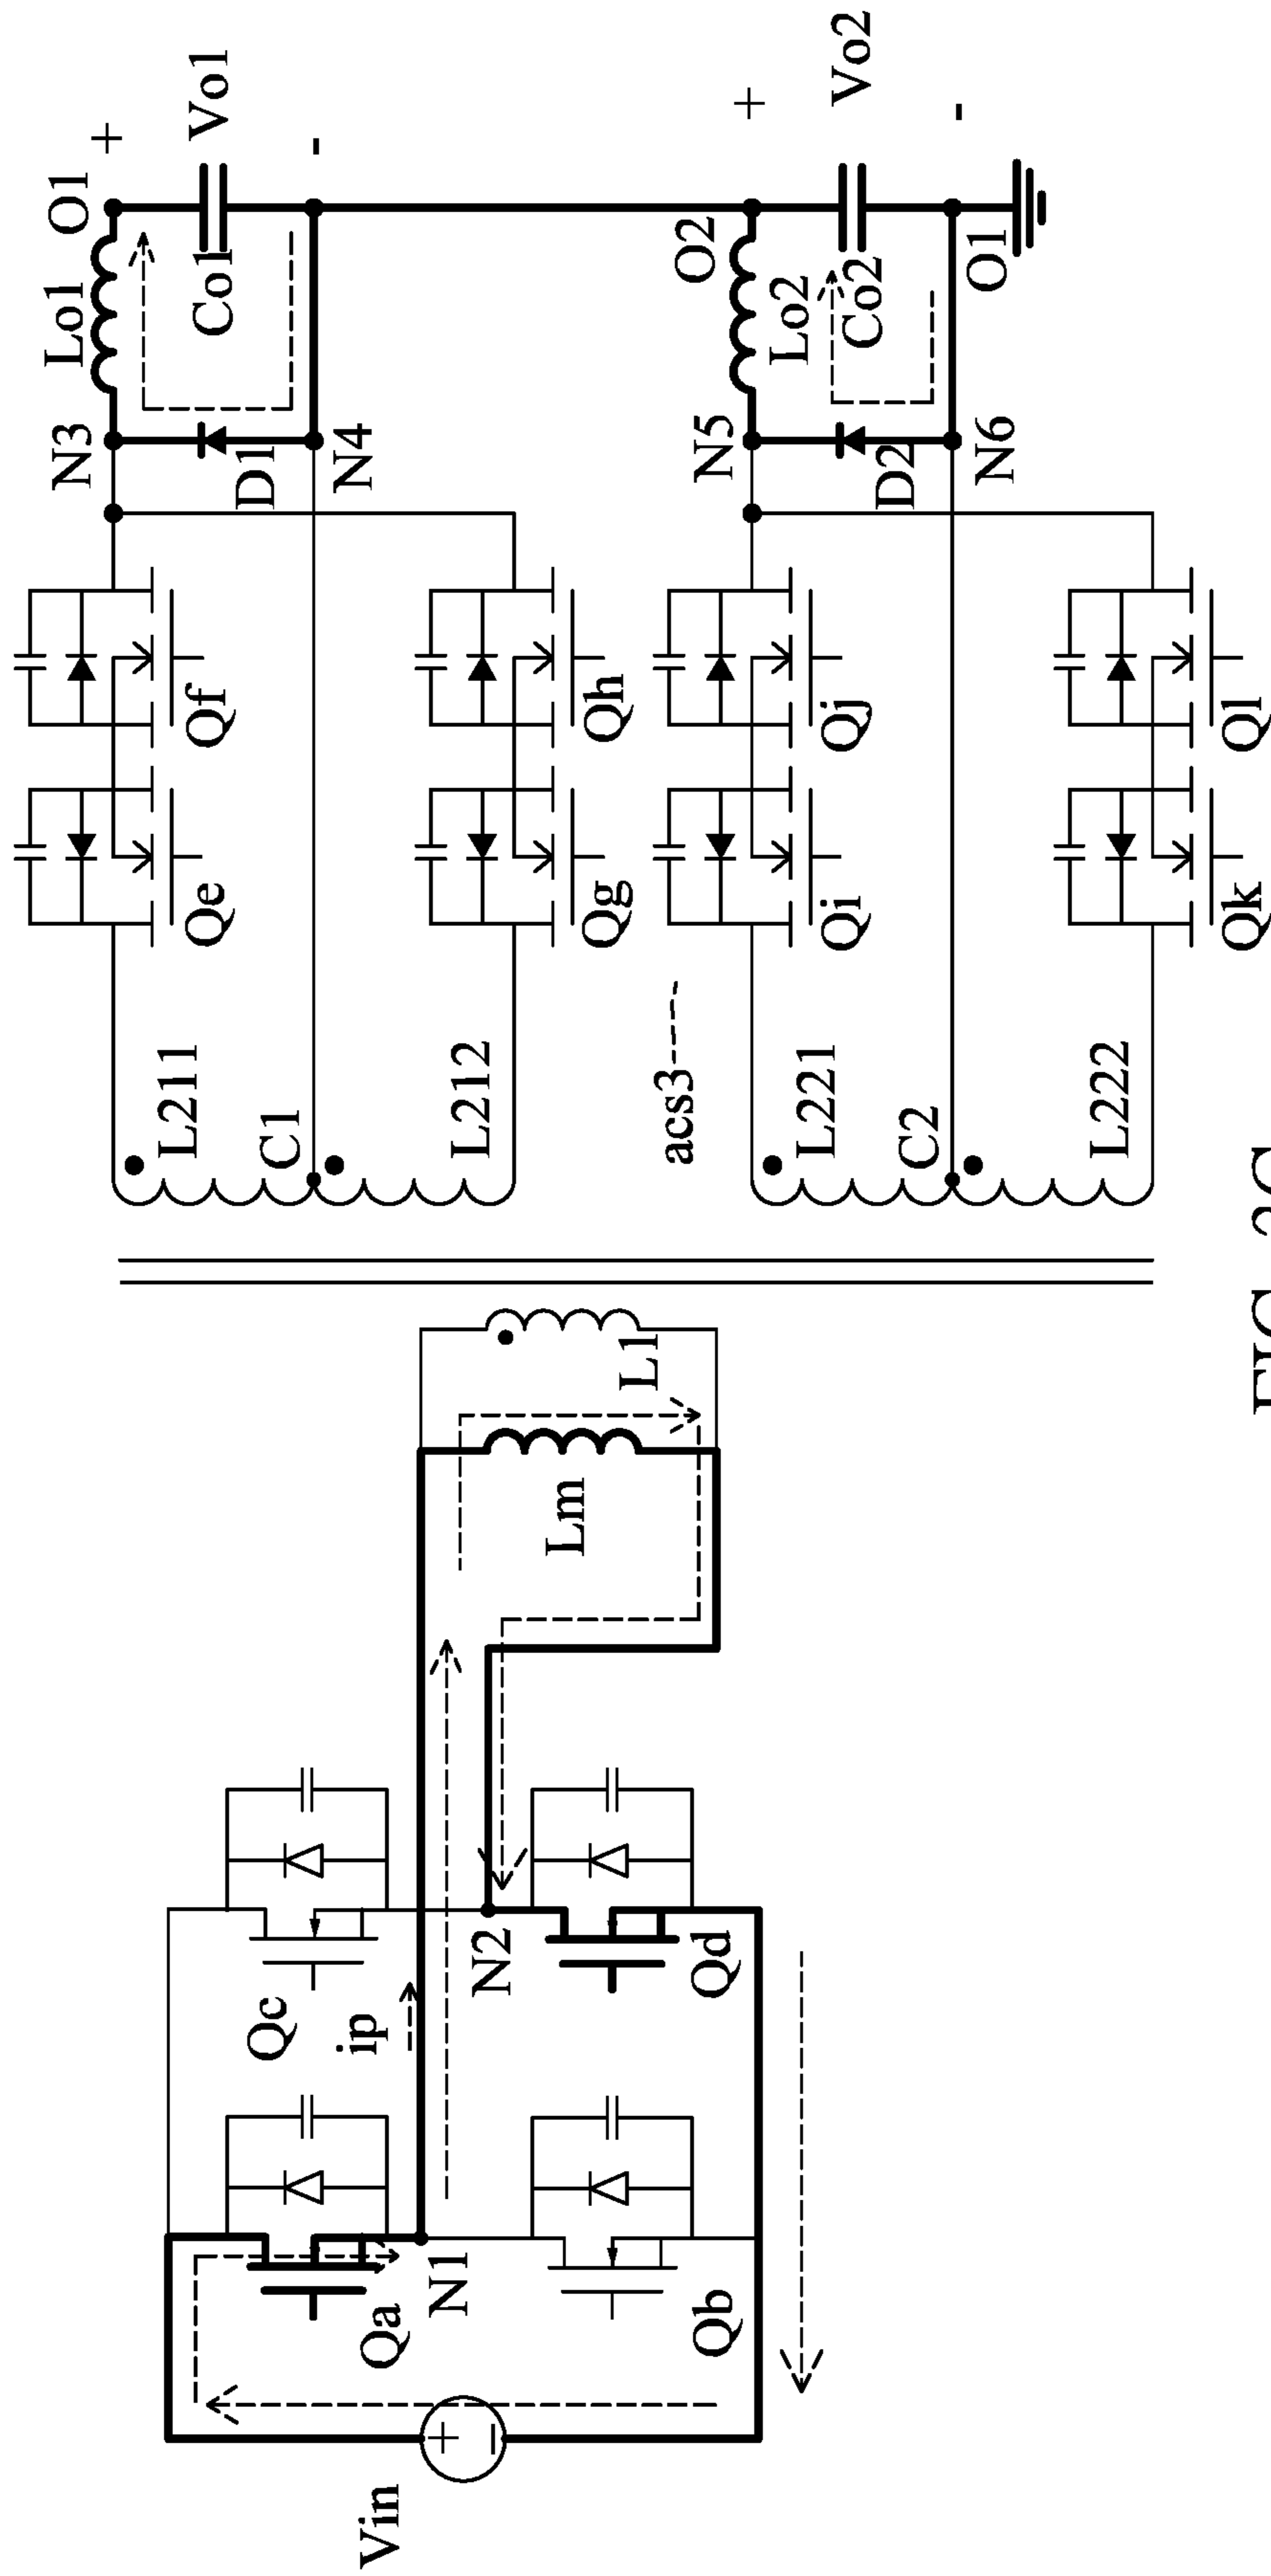 Vin
+
−
Qa
Qc
ip
N1
N2
Qb
Qd
Lm
L1
L211
C1
L212
acs3
L221
C2
L222
Qe
Qf
Qg
Qh
Qi
Qj
Qk
Ql
N3
Lo1
O1
+
D1
Co1
Vo1
N4
-
N5
Lo2
O2
+
D2
Co2
Vo2
N6
O1
-